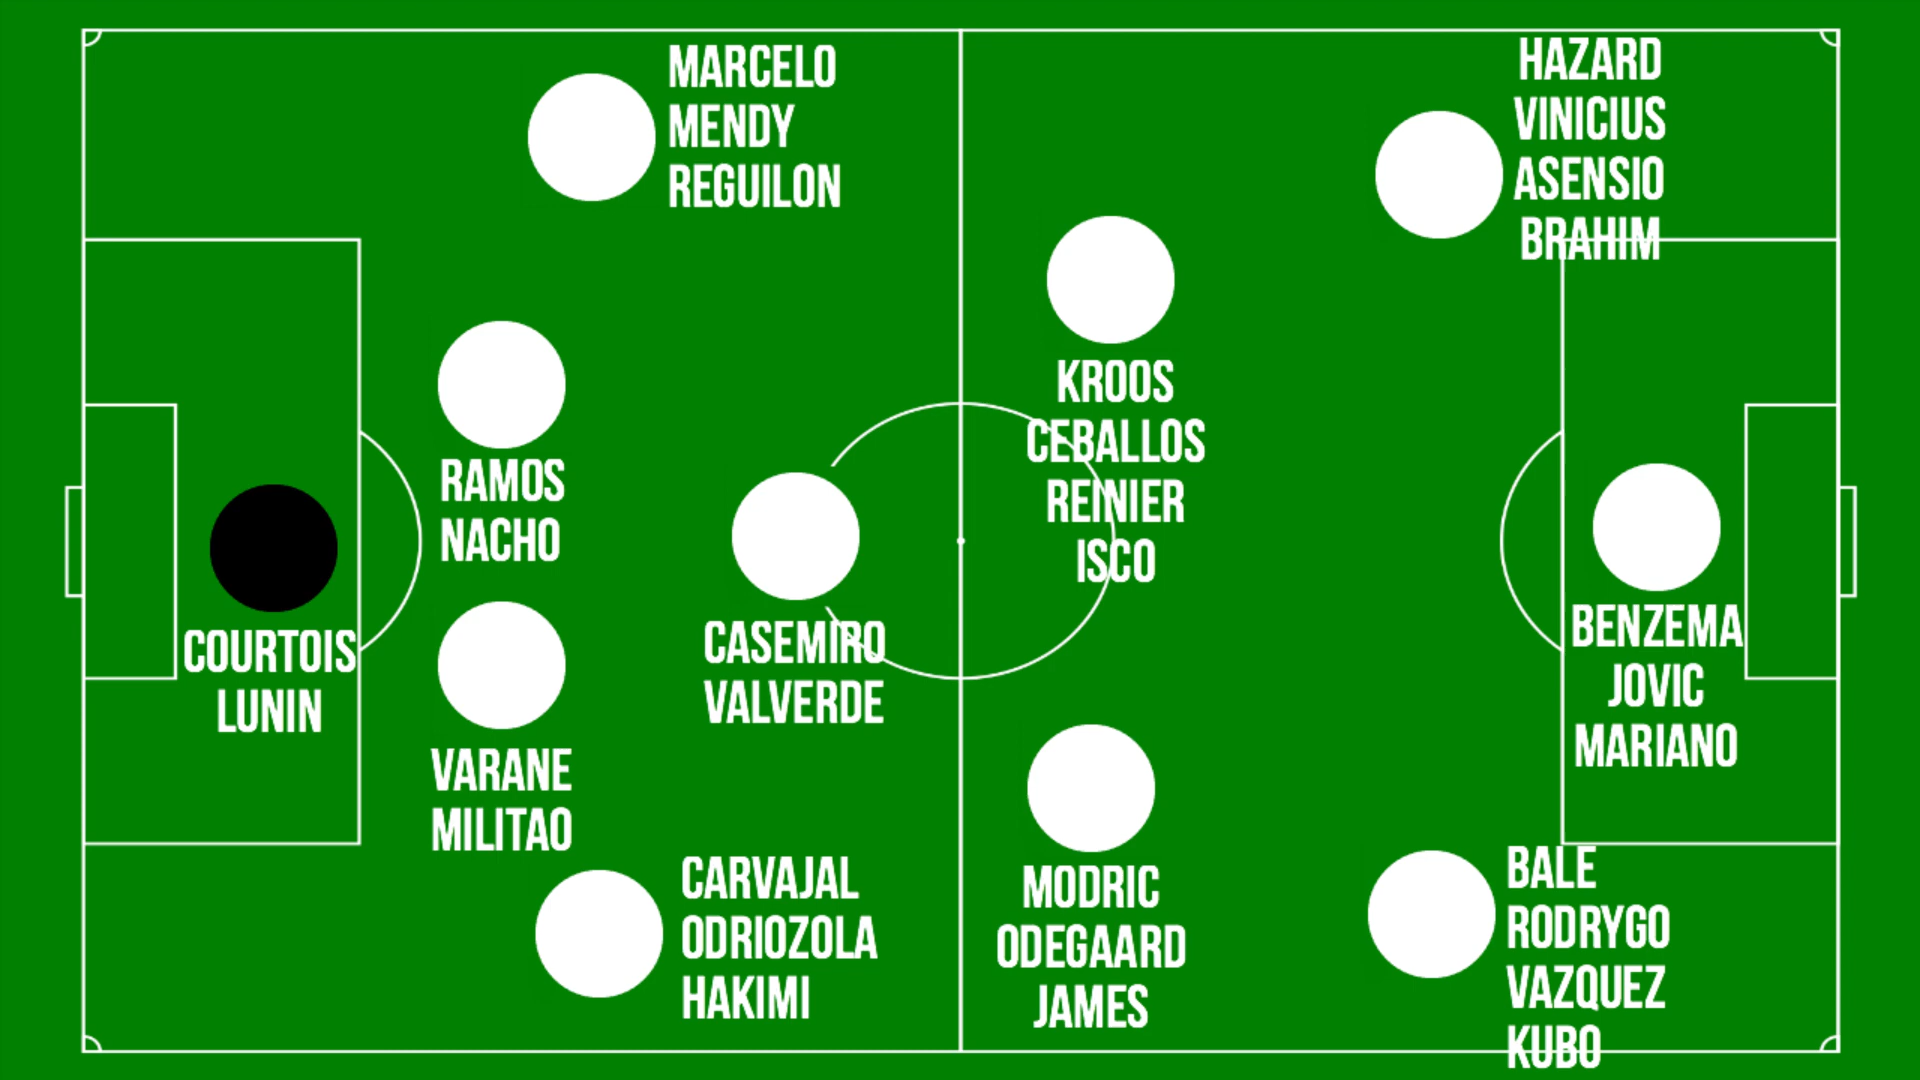 MARCELO
MENDY
REGUILON
HAZARD
VINICIUS
ASENSIO
BRAHIM
RAMOS
NACHO
KROOS
CEBALLOS
REINIER
ISCO
COURTOIS
LUNIN
CASEMIRO
VALVERDE
BENZEMA
JOVIC
MARIANO
VARANE
MILITAO
CARVAJAL
ODRIOZOLA
HAKIMI
MODRIC
ODEGAARD
JAMES
BALE
RODRYGO
VAZQUEZ
KUBO